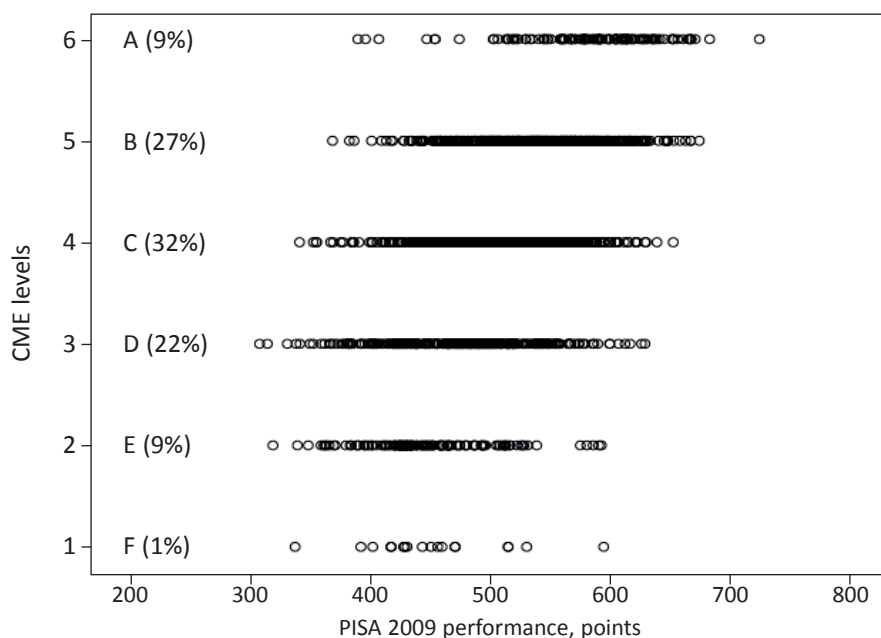 6 A (9%)
5 B (27%)
4 C (32%)
3 D (22%)
2 E (9%)
1 F (1%)
CME levels
200 300 400 500 600 700 800
PISA 2009 performance, points